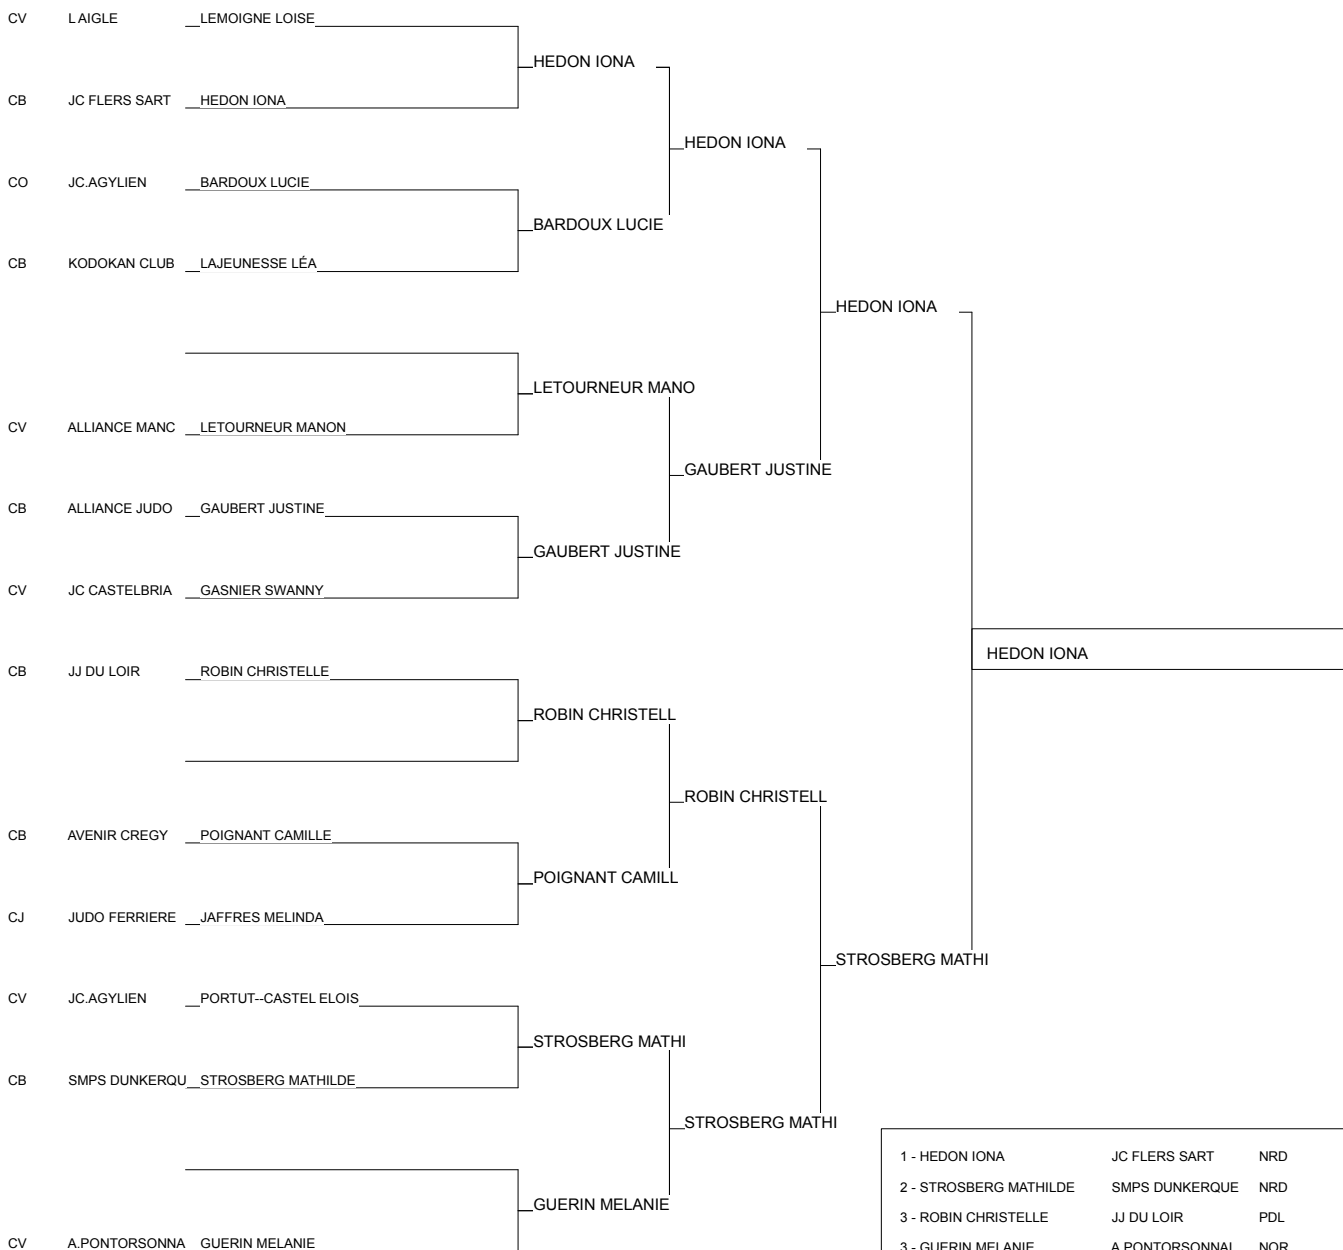 CV L AIGLE LEMOIGNE LOISE
HEDON IONA
CB JC FLERS SART HEDON IONA
HEDON IONA
CO JC.AGYLIEN BARDOUX LUCIE
BARDOUX LUCIE
CB KODOKAN CLUB LAJEUNESSE LÉA
HEDON IONA
LETOURNEUR MANO
CV ALLIANCE MANC LETOURNEUR MANON
GAUBERT JUSTINE
CB ALLIANCE JUDO GAUBERT JUSTINE
GAUBERT JUSTINE
CV JC CASTELBRIA GASNIER SWANNY
HEDON IONA
CB JJ DU LOIR ROBIN CHRISTELLE
ROBIN CHRISTELL
ROBIN CHRISTELL
CB AVENIR CREGY POIGNANT CAMILLE
POIGNANT CAMILL
CJ JUDO FERRIERE JAFFRES MELINDA
STROSBERG MATHI
CV JC.AGYLIEN PORTUT--CASTEL ELOIS
STROSBERG MATHI
CB SMPS DUNKERQU STROSBERG MATHILDE
STROSBERG MATHI
1 - HEDON IONA JC FLERS SART NRD
2 - STROSBERG MATHILDE SMPS DUNKERQUE NRD
GUERIN MELANIE
3 - ROBIN CHRISTELLE JJ DU LOIR PDL
CV A.PONTORSONNA GUERIN MELANIE
3 - GUERIN MELANIE A.PONTORSONNAI NOR